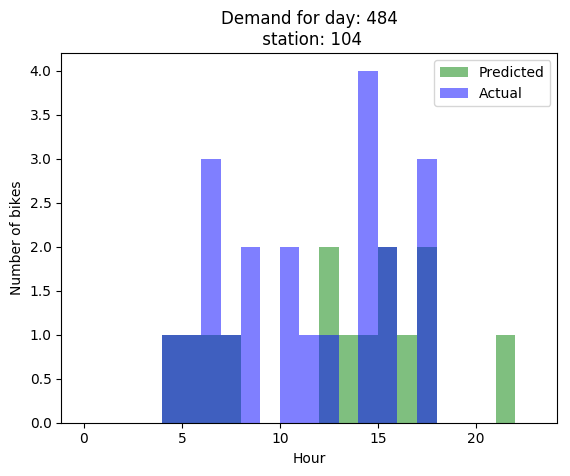 Demand for day: 484
station: 104
Predicted
Actual
Number of bikes
4.0
3.5
3.0
2.5
2.0
1.5
1.0
0.5
0.0
0 5 10 15 20
Hour